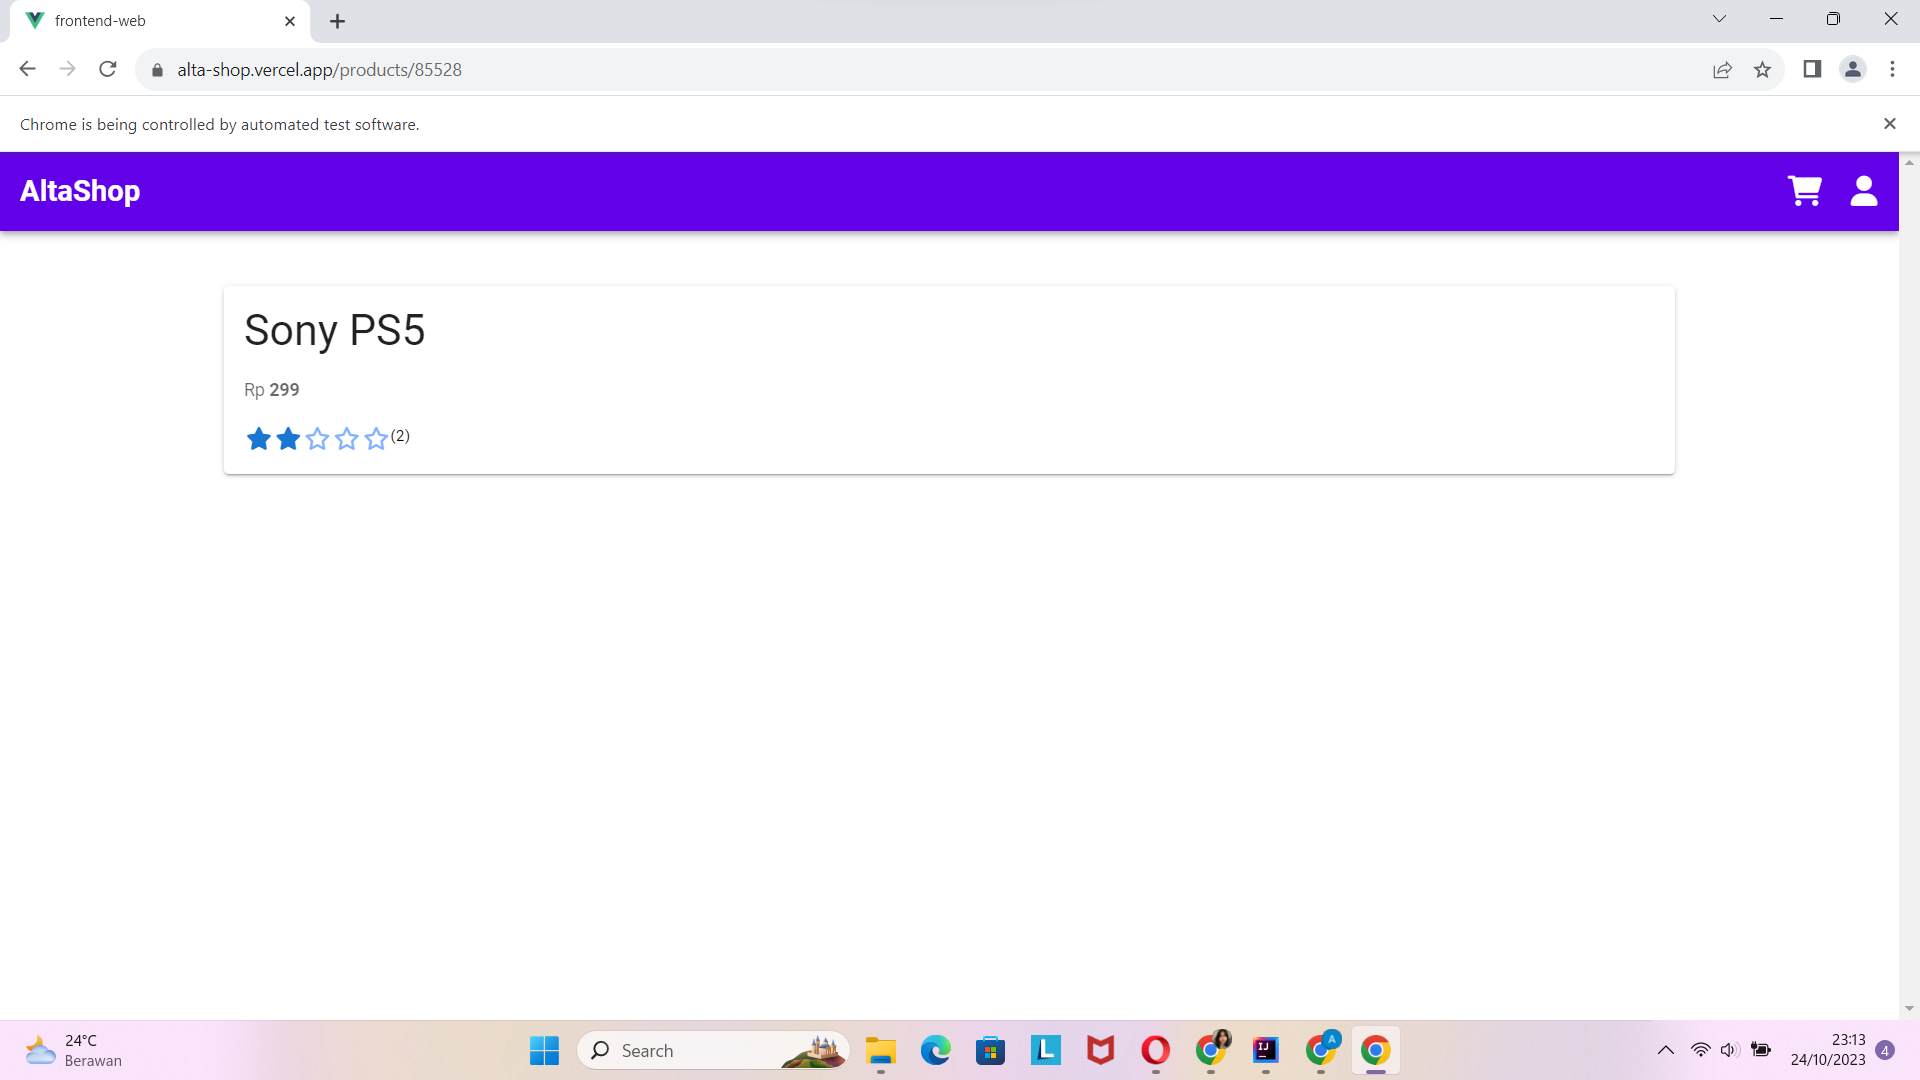 frontend-web
alta-shop.vercel.app/products/85528
Chrome is being controlled by automated test software.
AltaShop
Sony PS5
Rp 299
(2)
24°C
Berawan
Search
L
IJ
A
23:13
24/10/2023
4